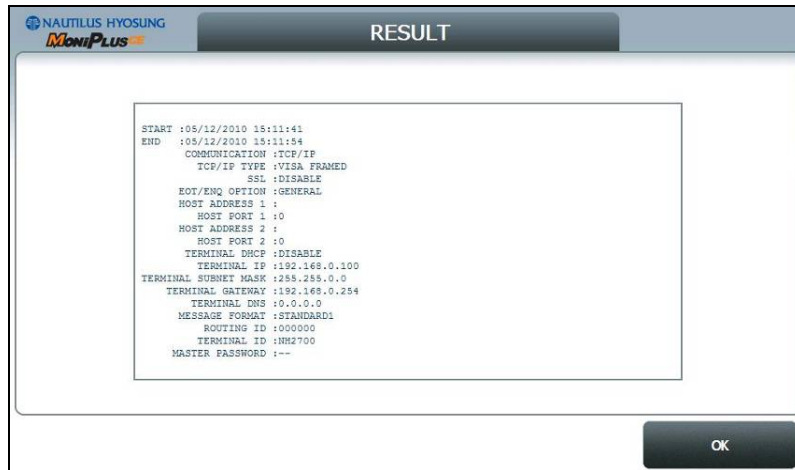 NAUTILUS HYOSUNG
MoniPlusCE
RESULT
START :05/12/2010 15:11:41
END :05/12/2010 15:11:54
COMMUNICATION :TCP/IP
TCP/IP TYPE :VISA FRAMED
SSL :DISABLE
EOT/ENQ OPTION :GENERAL
HOST ADDRESS 1 :
HOST PORT 1 :0
HOST ADDRESS 2 :
HOST PORT 2 :0
TERMINAL DHCP :DISABLE
TERMINAL IP :192.168.0.100
TERMINAL SUBNET MASK :255.255.0.0
TERMINAL GATEWAY :192.168.0.254
TERMINAL DNS :0.0.0.0
MESSAGE FORMAT :STANDARD1
ROUTING ID :000000
TERMINAL ID :NH2700
MASTER PASSWORD :--
OK